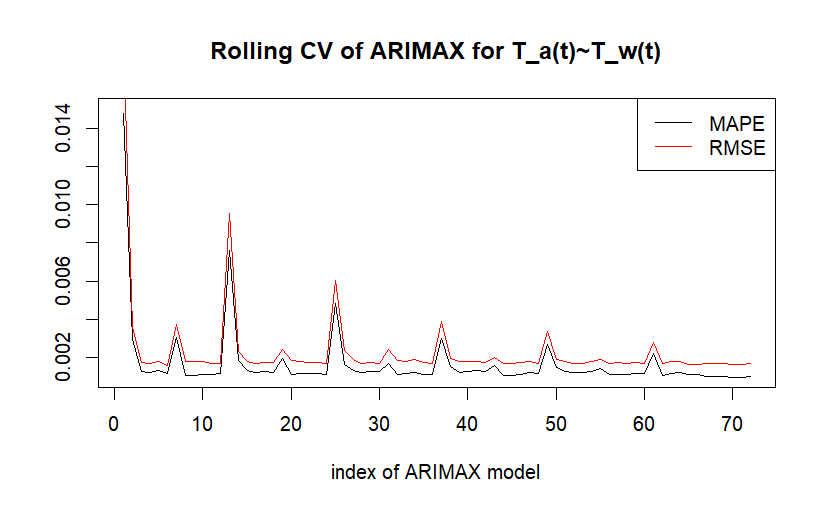 Rolling CV of ARIMAX for T_a(t)~T_w(t)
MAPE
RMSE
0.014
0.010
0.006
0.002
0 10 20 30 40 50 60 70
index of ARIMAX model